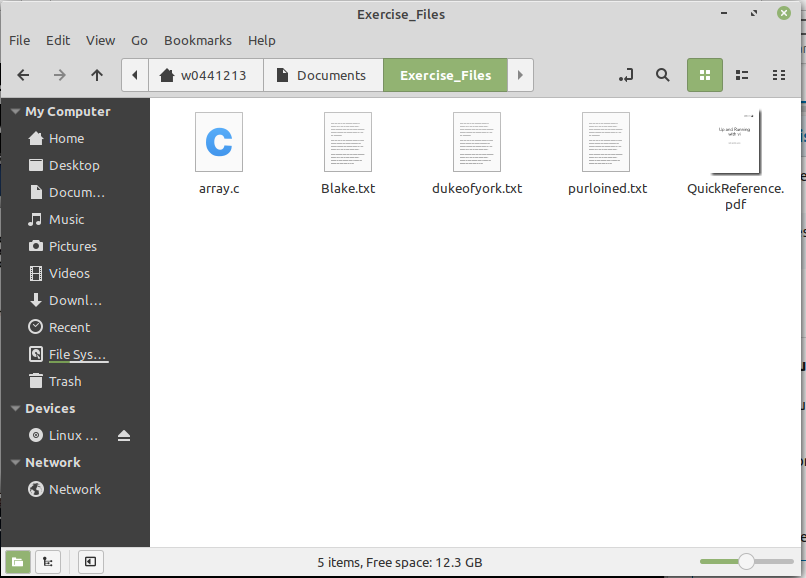 Exercise_Files
File Edit View Go Bookmarks Help
w0441213 Documents Exercise_Files
My Computer
Home
Desktop
Docum...
Music
Pictures
Videos
Downl...
Recent
File Sys...
Trash
Devices
Linux ...
Network
Network
C
array.c
Blake.txt
dukeofyork.txt
purloined.txt
Up and Running
with vi
QuickReference.
pdf
5 items, Free space: 12.3 GB